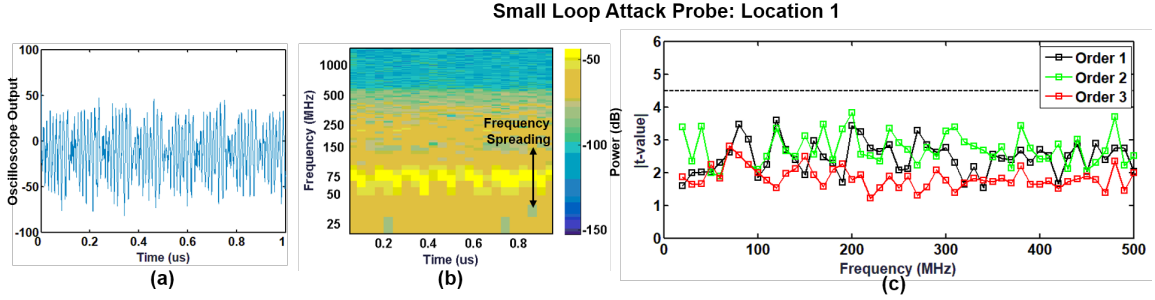 Small Loop Attack Probe: Location 1
100
50
0
-50
-100
Oscilloscope Output
0
0.2
0.4
0.6
0.8
1
Time (us)
(a)
1000
500
250
150
75
50
25
Frequency (MHz)
Frequency
Spreading
0.2
0.4
0.6
0.8
Time (us)
(b)
-50
-100
-150
Power (dB)
6
5
4
3
2
1
0
|t-value|
Order 1
Order 2
Order 3
0
100
200
300
400
500
Frequency (MHz)
(c)